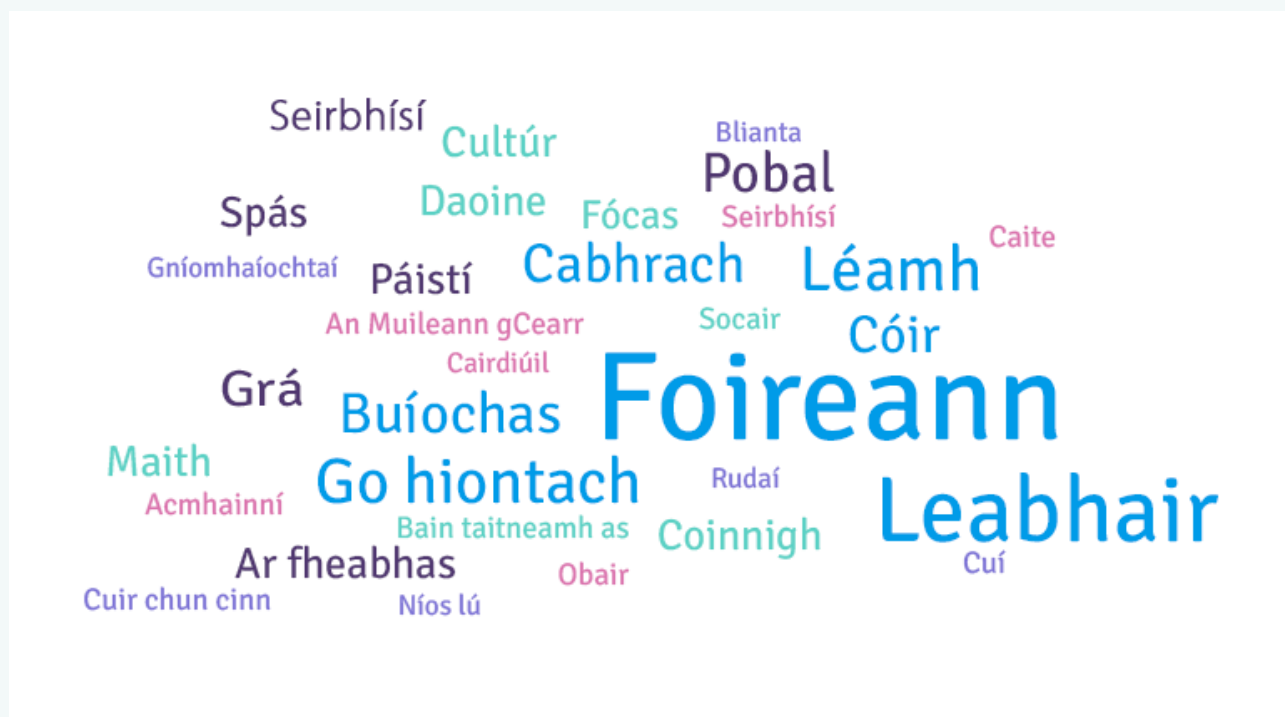 Seirbhísí
Cultúr
Blianta
Pobal
Spás
Daoine
Fócas
Seirbhísí
Caite
Gníomhaíochtaí
Páistí
Cabhrach
Léamh
An Muileann gCearr
Socair
Cóir
Cairdiúil
Grá
Buíochas
Foireann
Maith
Go hiontach
Rudaí
Acmhainní
Leabhair
Bain taitneamh as
Coinnigh
Ar fheabhas
Obair
Cuí
Cuir chun cinn
Níos lú